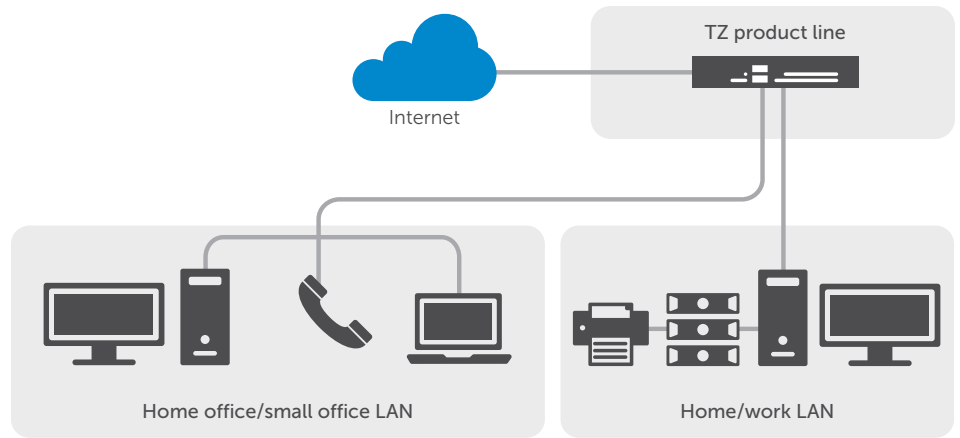 TZ product line
Internet
Home office/small office LAN
Home/work LAN